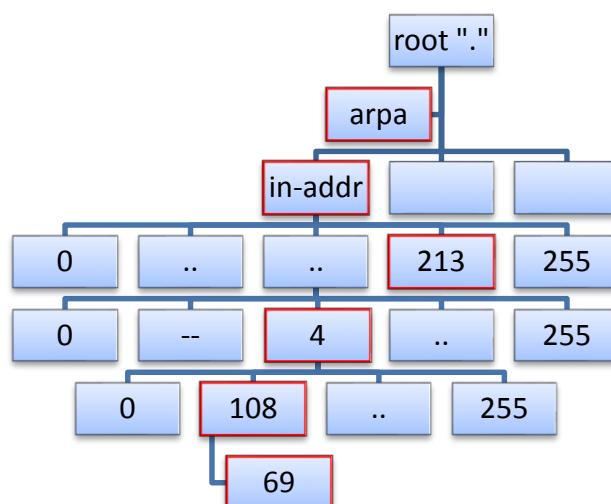 root "."
arpa
in-addr
0 .. .. 213 255
0 -- 4 .. 255
0 108 .. 255
69